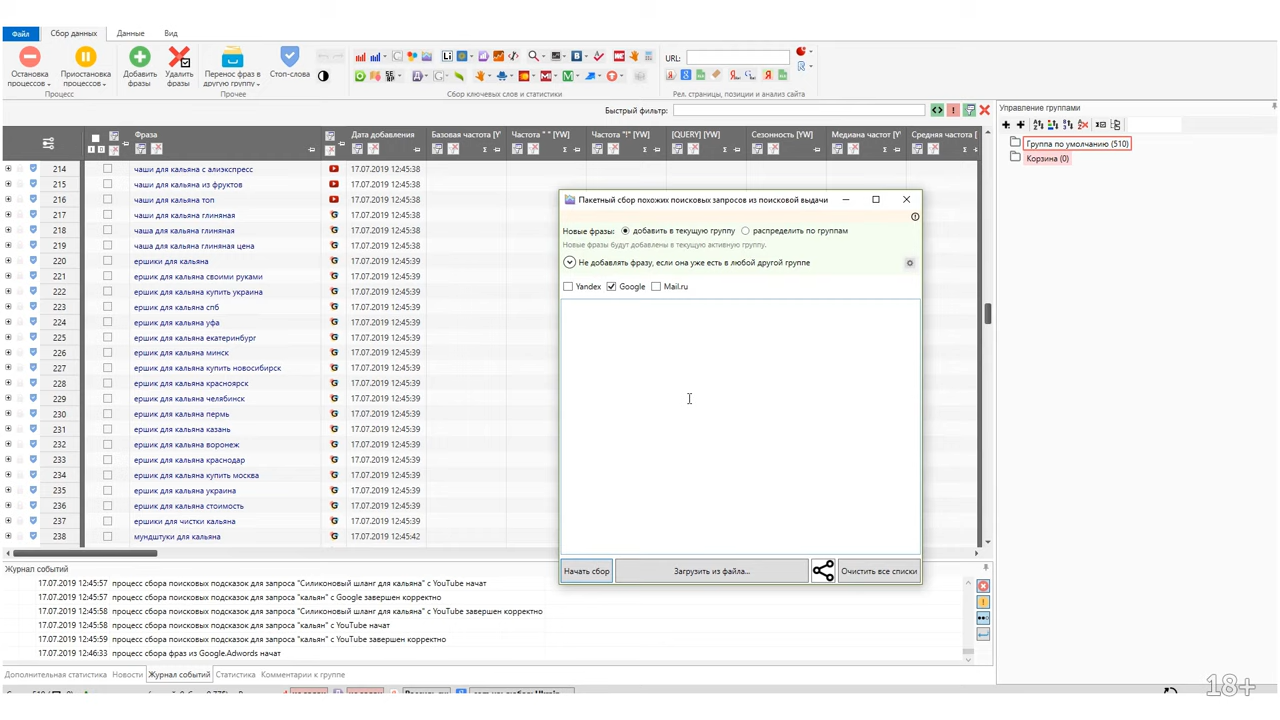 Файл Сбор данных Данные Вид
Остановка процессов
Приостановка процессов
Добавить фразы
Удалить фразы
Перенос фраз в другую группу
Стоп-слова
URL:
Процесс Прочее Сбор ключевых слов и статистики Rel. страницы, позиции и анализ сайта
Быстрый фильтр:
Фраза Дата добавления Базовая частота [Y Частота " " [YW] Частота "!" [YW] [QUERY] [YW] Сезонность [YW] Медиана частот [Y Средняя частота [
214 чаши для кальяна с алиэкспресс 17.07.2019 12:45:38
215 чаши для кальяна из фруктов 17.07.2019 12:45:38
216 чаши для кальяна топ 17.07.2019 12:45:38
217 чаши для кальяна глиняная 17.07.2019 12:45:38
218 чаша для кальяна глиняная 17.07.2019 12:45:38
219 чаша для кальяна глиняная цена 17.07.2019 12:45:38
220 ершики для кальяна 17.07.2019 12:45:39
221 ершик для кальяна своими руками 17.07.2019 12:45:39
222 ершик для кальяна купить украина 17.07.2019 12:45:39
223 ершик для кальяна спб 17.07.2019 12:45:39
224 ершик для кальяна уфа 17.07.2019 12:45:39
225 ершик для кальяна екатеринбург 17.07.2019 12:45:39
226 ершик для кальяна минск 17.07.2019 12:45:39
227 ершик для кальяна купить новосибирск 17.07.2019 12:45:39
228 ершик для кальяна красноярск 17.07.2019 12:45:39
229 ершик для кальяна челябинск 17.07.2019 12:45:39
230 ершик для кальяна пермь 17.07.2019 12:45:39
231 ершик для кальяна казань 17.07.2019 12:45:39
232 ершик для кальяна воронеж 17.07.2019 12:45:39
233 ершик для кальяна краснодар 17.07.2019 12:45:39
234 ершик для кальяна купить москва 17.07.2019 12:45:39
235 ершик для кальяна украина 17.07.2019 12:45:39
236 ершик для кальяна стоимость 17.07.2019 12:45:39
237 ершики для чистки кальяна 17.07.2019 12:45:39
238 мундштуки для кальяна 17.07.2019 12:45:42
Пакетный сбор похожих поисковых запросов из поисковой выдачи
Новые фразы: добавить в текущую группу распределить по группам
Новые фразы будут добавлены в текущую активную группу.
Не добавлять фразу, если она уже есть в любой другой группе
Yandex Google Mail.ru
Начать сбор Загрузить из файла... Очистить все списки
Управление группами
Группа по умолчанию (510)
Корзина (0)
Журнал событий
17.07.2019 12:45:57 процесс сбора поисковых подсказок для запроса "Силиконовый шланг для кальяна" с YouTube начат
17.07.2019 12:45:57 процесс сбора поисковых подсказок для запроса "кальян" с Google завершен корректно
17.07.2019 12:45:58 процесс сбора поисковых подсказок для запроса "Силиконовый шланг для кальяна" с YouTube завершен корректно
17.07.2019 12:45:58 процесс сбора поисковых подсказок для запроса "кальян" с YouTube начат
17.07.2019 12:45:59 процесс сбора поисковых подсказок для запроса "кальян" с YouTube завершен корректно
17.07.2019 12:46:33 процесс сбора фраз из Google.Adwords начат
Дополнительная статистика Новости Журнал событий Статистика Комментарии к группе
18+